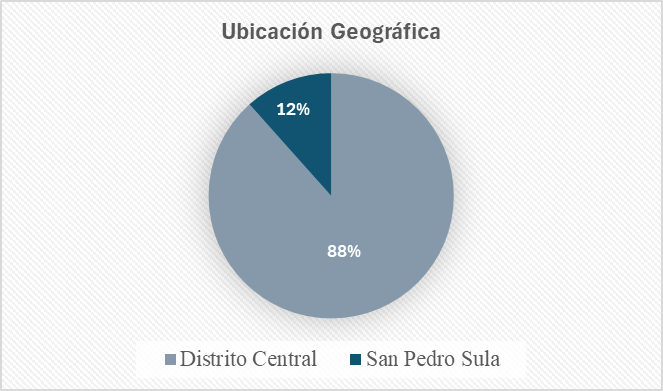 Ubicación Geográfica
12%
88%
Distrito Central San Pedro Sula